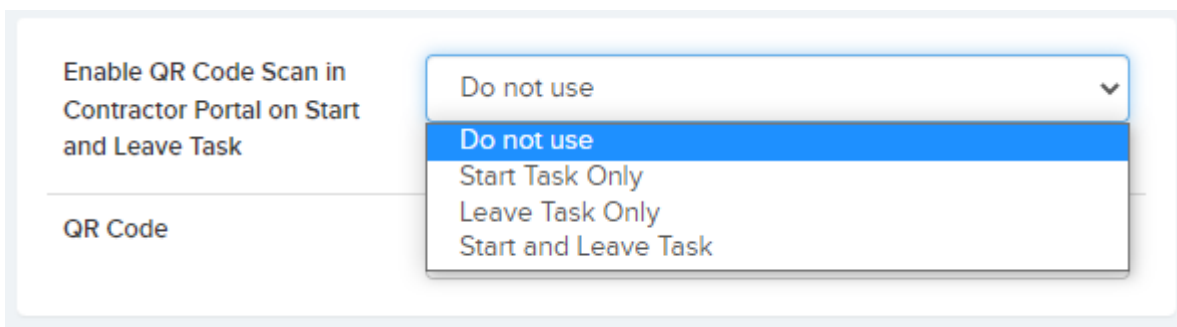 Enable QR Code Scan in
Contractor Portal on Start
and Leave Task
Do not use
Do not use
Start Task Only
Leave Task Only
Start and Leave Task
QR Code